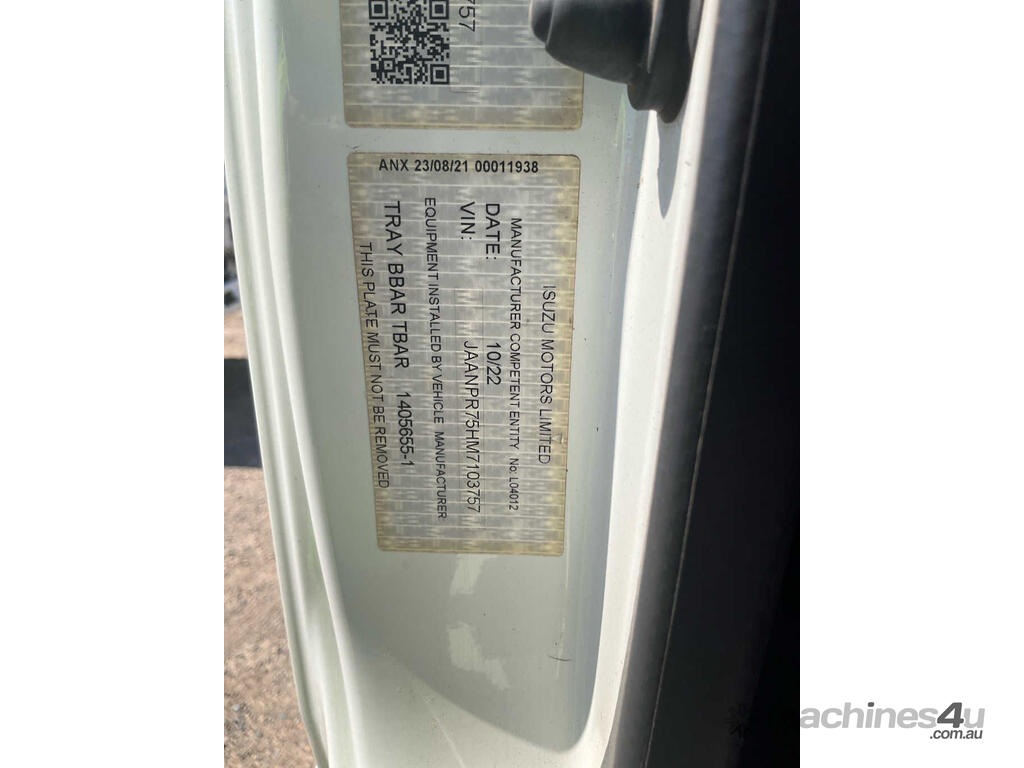 757
ANX 23/08/21 00011938
ISUZU MOTORS LIMITED
MANUFACTURER COMPETENT ENTITY No: L04012
DATE: 10/22
VIN: JAANPR75HM7103757
EQUIPMENT INSTALLED BY VEHICLE MANUFACTURER:
TRAY BBAR TBAR 1405655-1
THIS PLATE MUST NOT BE REMOVED
machines4u
.com.au